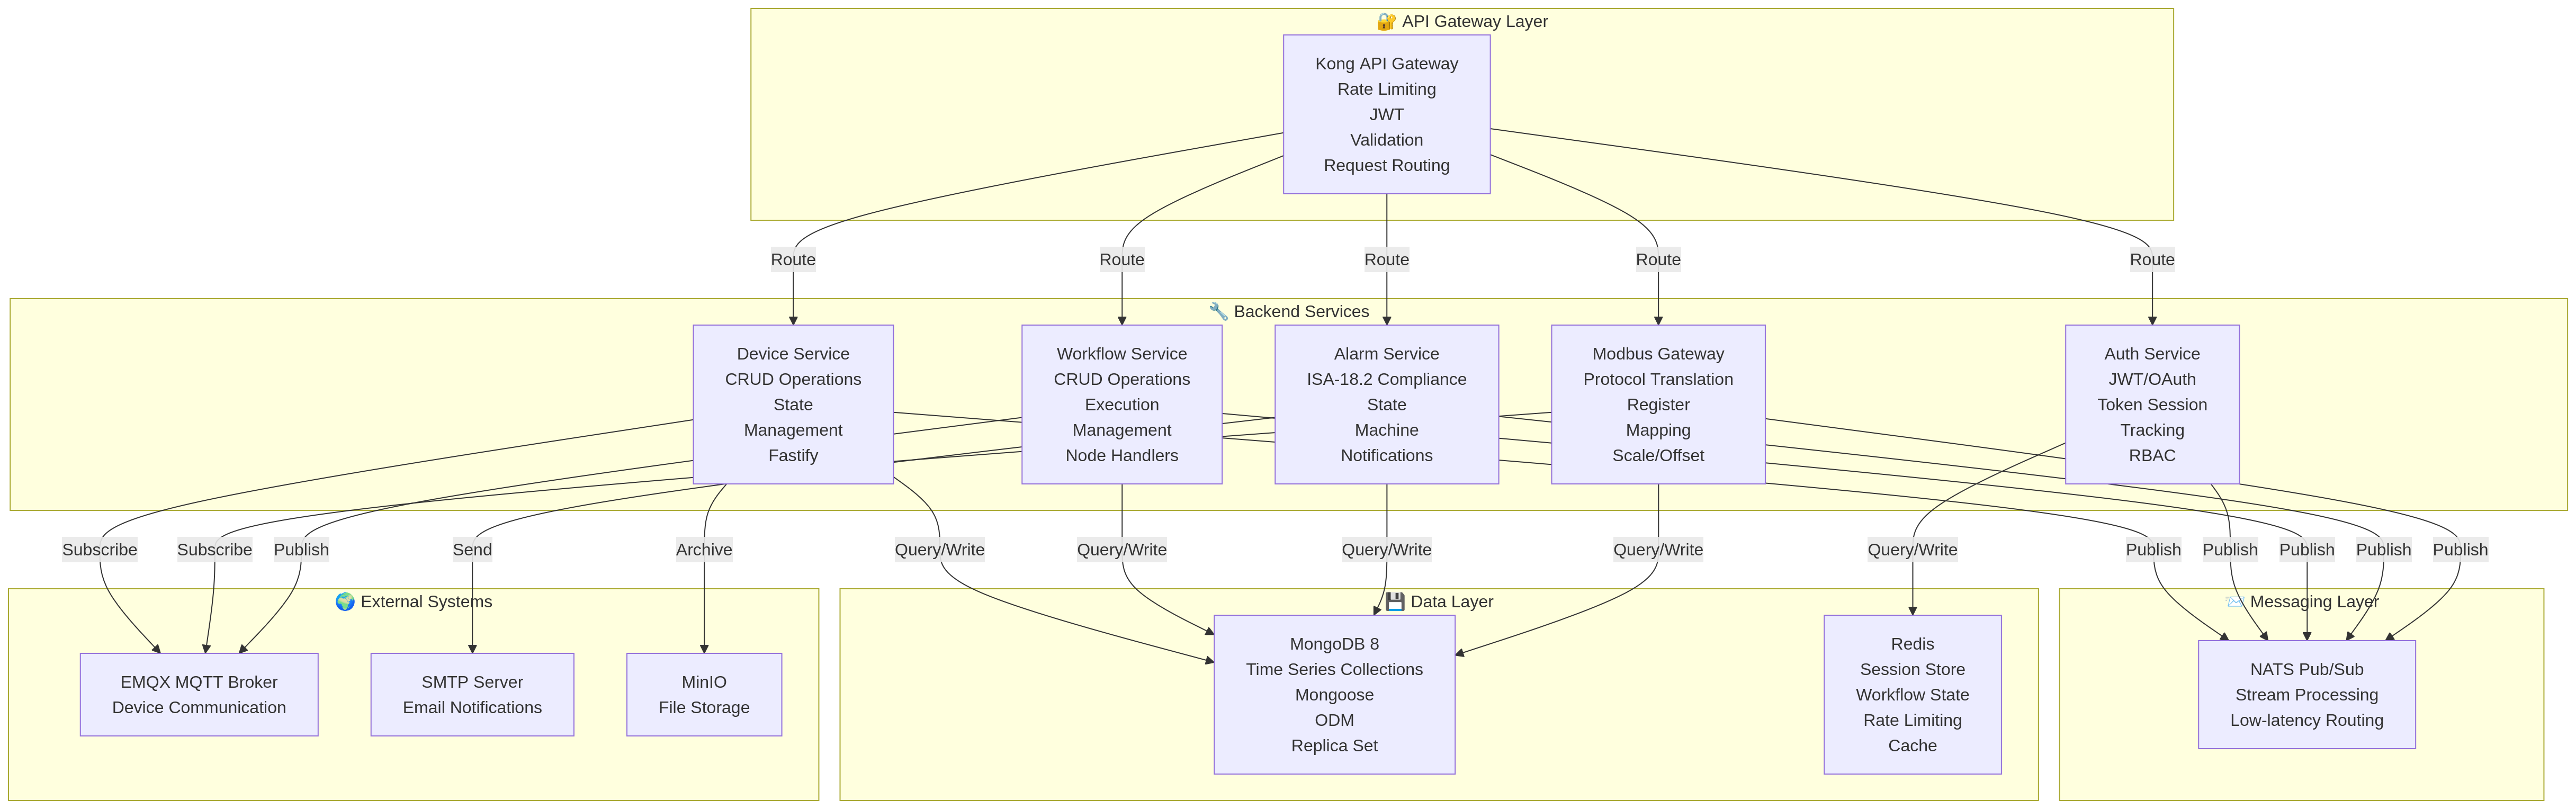 🔐 API Gateway Layer
Kong API Gateway
Rate Limiting
JWT
Validation
Request Routing
Route
Route
Route
Route
Route
🔧 Backend Services
Device Service
CRUD Operations
State
Management
Fastify
Workflow Service
CRUD Operations
Execution
Management
Node Handlers
Alarm Service
ISA-18.2 Compliance
State
Machine
Notifications
Modbus Gateway
Protocol Translation
Register
Mapping
Scale/Offset
Auth Service
JWT/OAuth
Token Session
Tracking
RBAC
Subscribe
Subscribe
Publish
Send
Archive
Query/Write
Query/Write
Query/Write
Query/Write
Query/Write
Publish
Publish
Publish
Publish
Publish
🌍 External Systems
EMQX MQTT Broker
Device Communication
SMTP Server
Email Notifications
MinIO
File Storage
💾 Data Layer
MongoDB 8
Time Series Collections
Mongoose
ODM
Replica Set
Redis
Session Store
Workflow State
Rate Limiting
Cache
📨 Messaging Layer
NATS Pub/Sub
Stream Processing
Low-latency Routing